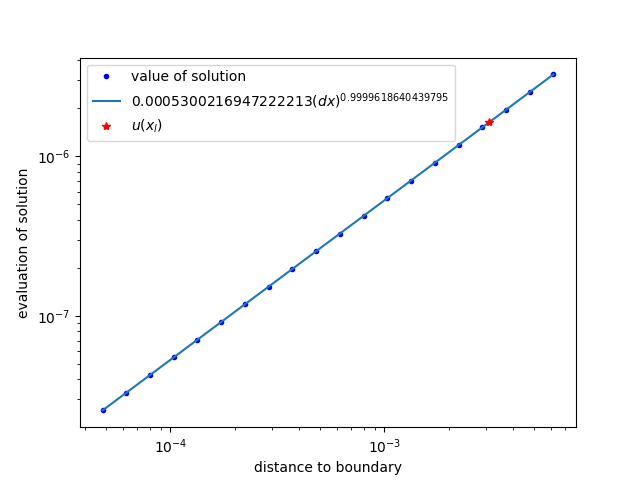 value of solution
0.0005300216947222213(dx)^0.9999618640439795
u(x_l)
evaluation of solution
10^-6
10^-7
10^-4
10^-3
distance to boundary